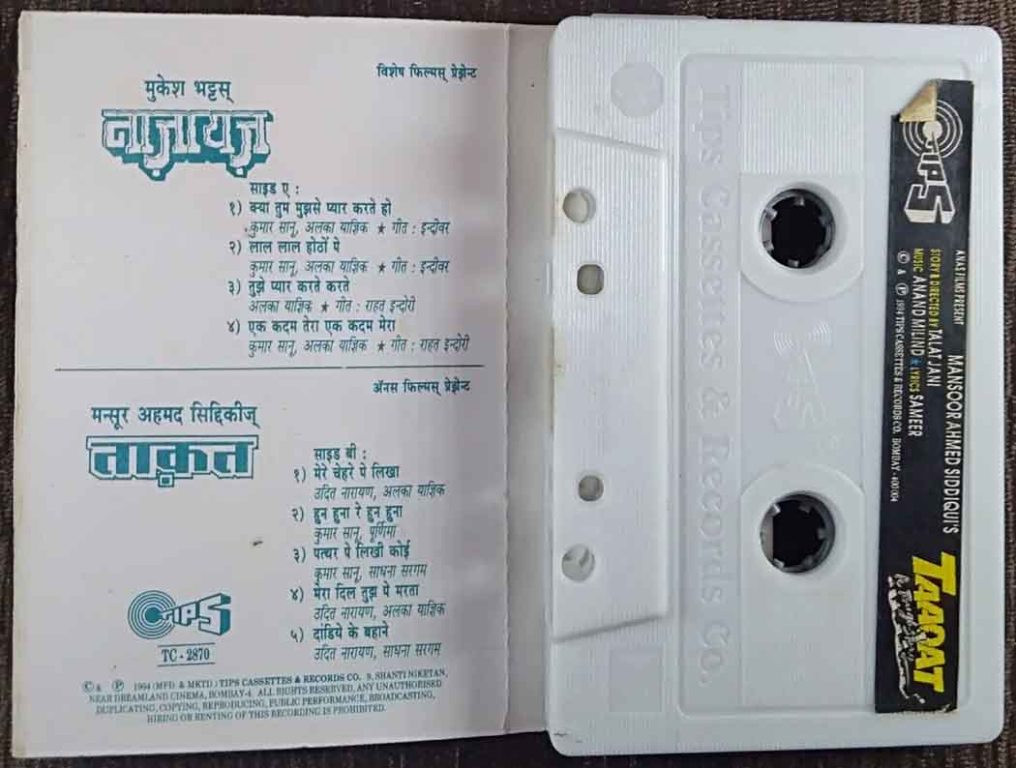 विशेष फिल्मस् प्रेझेन्ट
मुकेश भट्टस्
नाज़ायज़
साइड ए :
१) क्या तुम मुझसे प्यार करते हो
कुमार सानू, अलका याज्ञिक ★ गीत : इन्दीवर
२) लाल लाल होठों पे
कुमार सानू, अलका याज्ञिक ★ गीत : इन्दीवर
३) तुझे प्यार करते करते
अलका याज्ञिक ★ गीत : राहत इन्दोरी
४) एक कदम तेरा एक कदम मेरा
कुमार सानू, अलका याज्ञिक ★ गीत : राहत इन्दोरी
ॲनस फिल्मस् प्रेझेन्ट
मन्सूर अहमद सिद्दिकीज्
ताक़त
साइड बी :
१) मेरे चेहरे पे लिखा
उदित नारायण, अलका याज्ञिक
२) हुन हुना रे हुन हुना
कुमार सानू, पूर्णिमा
३) पत्थर पे लिखी कोई
कुमार सानू, साधना सरगम
४) मेरा दिल तुझ पे मरता
उदित नारायण, अलका याज्ञिक
५) दांडिये के बहाने
उदित नारायण, साधना सरगम
TIPS
TC - 2870
© & ℗ 1994 (MFD & MKTD) TIPS CASSETTES & RECORDS CO. 9, SHANTI NIKETAN,
NEAR DREAMLAND CINEMA, BOMBAY-4. ALL RIGHTS RESERVED, ANY UNAUTHORISED
DUPLICATING, COPYING, REPRODUCING, PUBLIC PERFORMANCE, BROADCASTING,
HIRING OR RENTING OF THIS RECORDING IS PROHIBITED.
Tips Cassettes & Records Co.
TIPS
TIPS
ANAS FILMS PRESENT
MANSOOR AHMED SIDDIQUI'S
TAAQAT
STORY & DIRECTED BY TALAT JANI
MUSIC ANAND MILIND ★ LYRICS SAMEER
© & ℗ 1994 TIPS CASSETTES & RECORDS CO. BOMBAY - 400 004